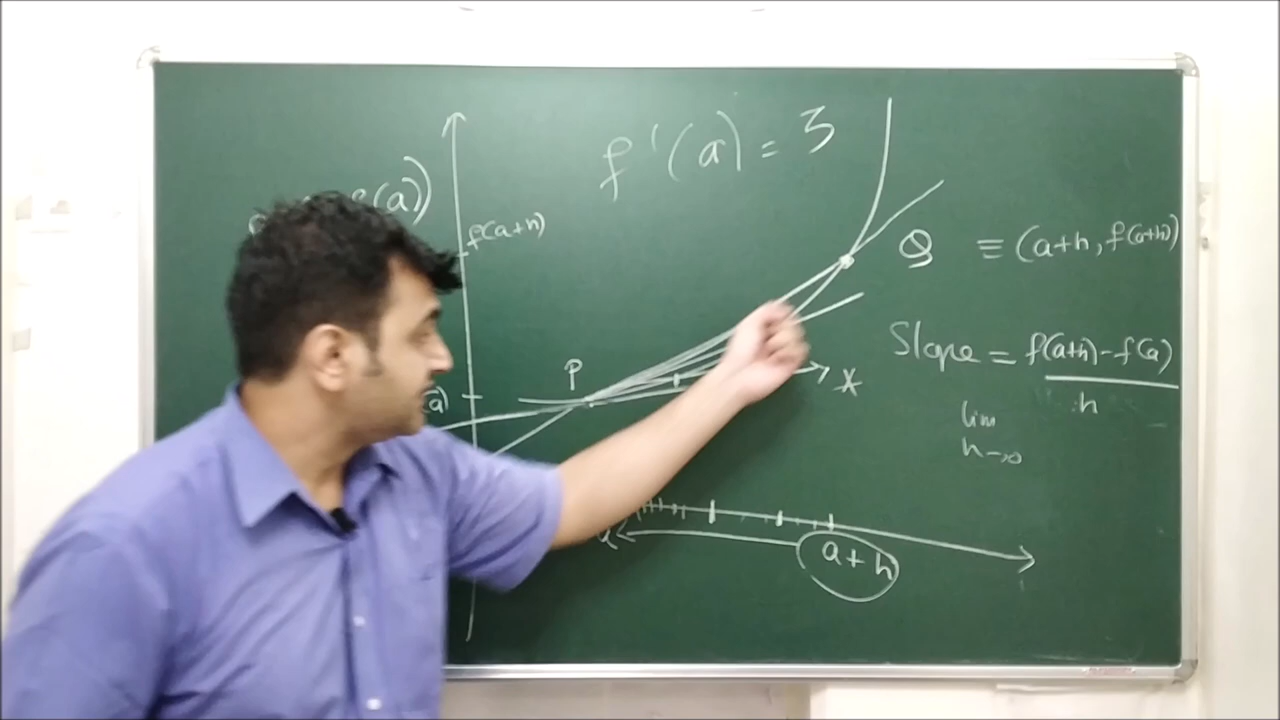 f'(a) = 3
f(a))
f(a+h)
Q ≡ (a+h, f(a+h))
P
Slope = f(a+h)-f(a)
h
lim
h→0
a)
X
a
a+h